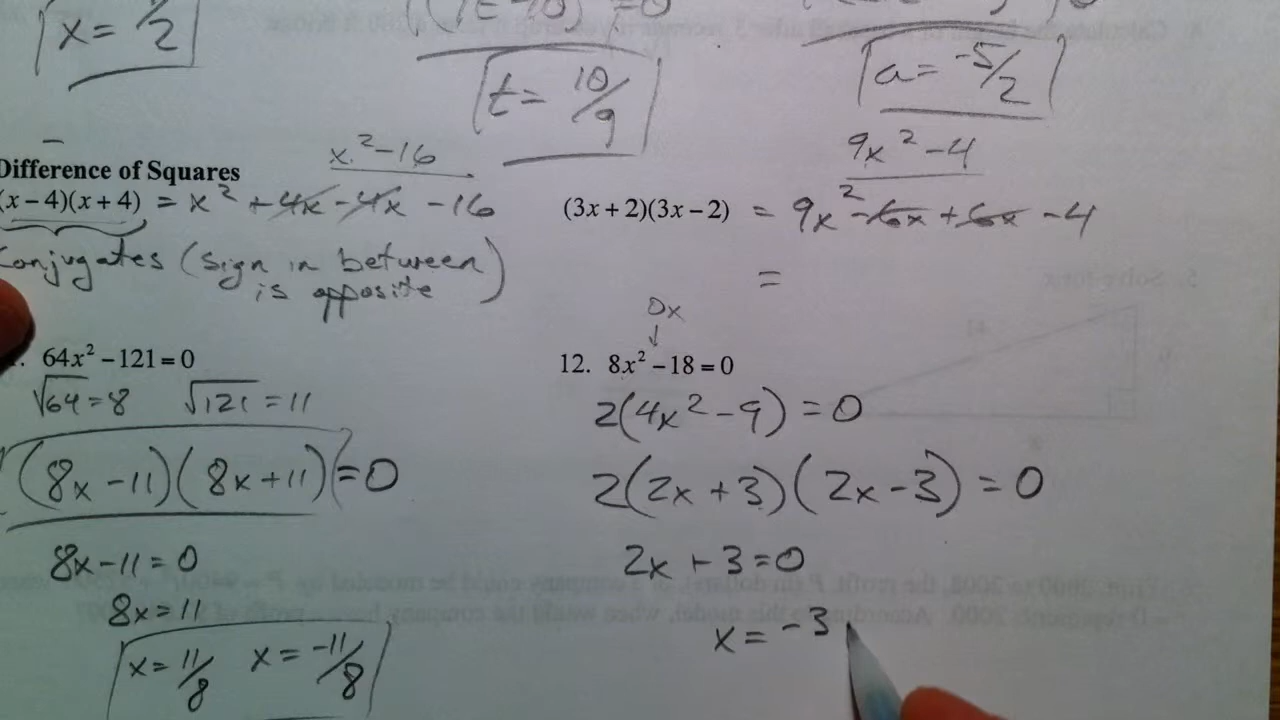 x = 1/2
t = 10/9
a = -5/2
Difference of Squares
x² - 16
(x - 4)(x + 4) = x² + 4x - 4x - 16
Conjugates (sign in between is opposite)
9x² - 4
(3x + 2)(3x - 2) = 9x² - 6x + 6x - 4
=
64x² - 121 = 0
√64 = 8 √121 = 11
(8x - 11)(8x + 11) = 0
8x - 11 = 0
8x = 11
x = 11/8 x = -11/8
0x
↓
12. 8x² - 18 = 0
2(4x² - 9) = 0
2(2x + 3)(2x - 3) = 0
2x + 3 = 0
x = -3